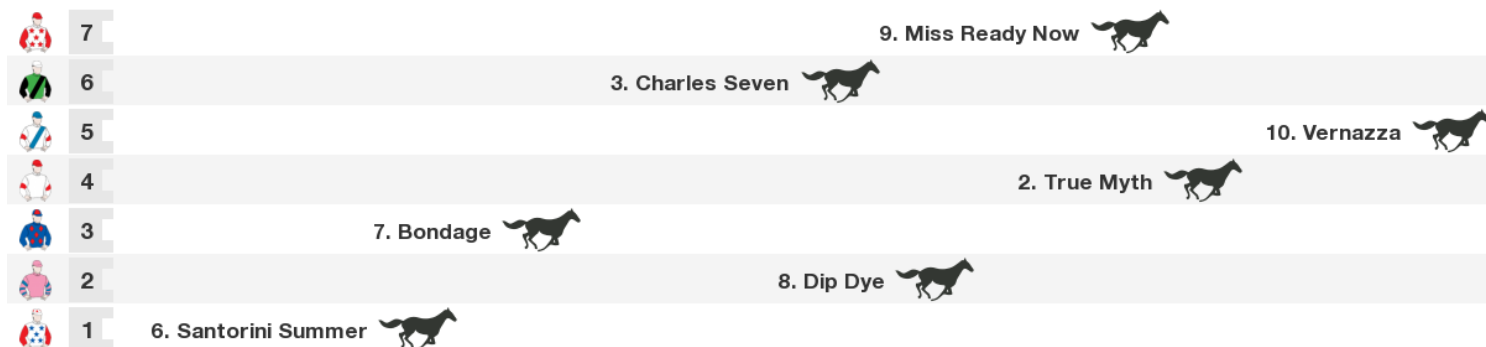 7 9. Miss Ready Now
6 3. Charles Seven
5 10. Vernazza
4 2. True Myth
3 7. Bondage
2 8. Dip Dye
1 6. Santorini Summer